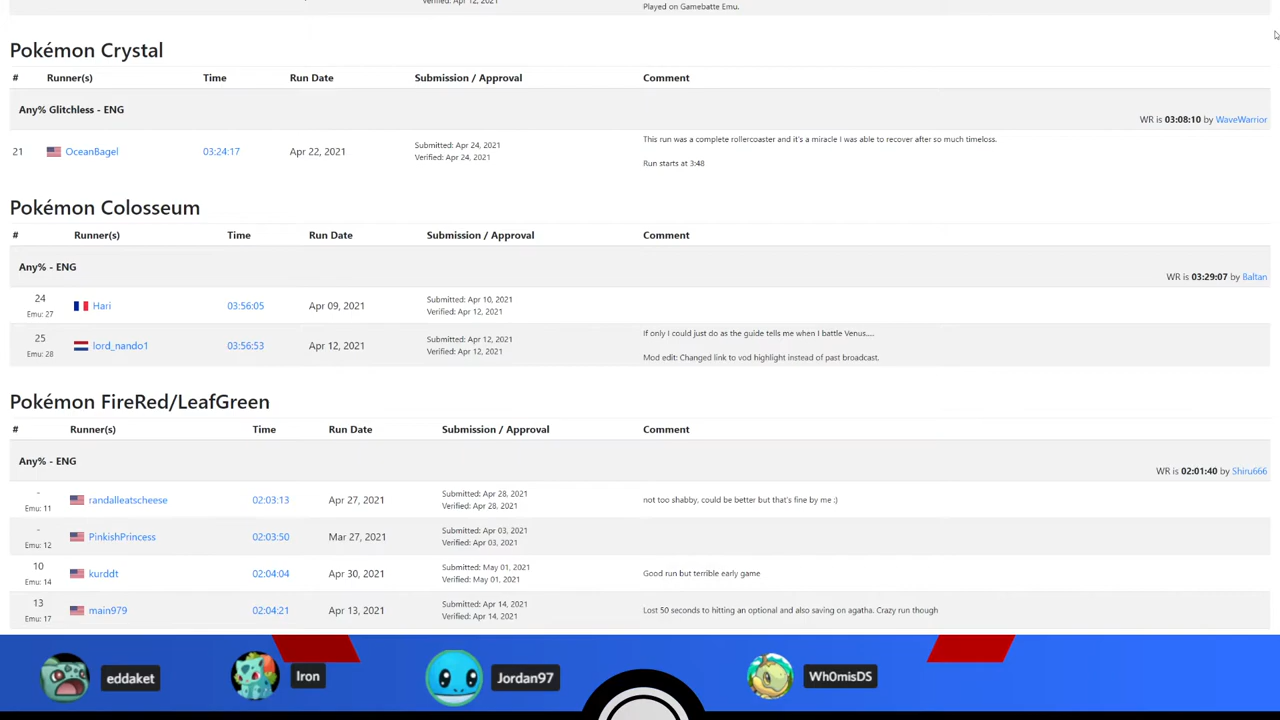 Verified: Apr 12, 2021
Played on Gamebatte Emu.
Pokémon Crystal
# Runner(s) Time Run Date Submission / Approval Comment
Any% Glitchless - ENG
WR is 03:08:10 by WaveWarrior
21 OceanBagel 03:24:17 Apr 22, 2021 Submitted: Apr 24, 2021 Verified: Apr 24, 2021 This run was a complete rollercoaster and it's a miracle I was able to recover after so much timeloss.
Run starts at 3:48
Pokémon Colosseum
# Runner(s) Time Run Date Submission / Approval Comment
Any% - ENG
WR is 03:29:07 by Baltan
24 Emu: 27 Hari 03:56:05 Apr 09, 2021 Submitted: Apr 10, 2021 Verified: Apr 12, 2021
25 Emu: 28 lord_nando1 03:56:53 Apr 12, 2021 Submitted: Apr 12, 2021 Verified: Apr 12, 2021 If only I could just do as the guide tells me when I battle Venus....
Mod edit: Changed link to vod highlight instead of past broadcast.
Pokémon FireRed/LeafGreen
# Runner(s) Time Run Date Submission / Approval Comment
Any% - ENG
WR is 02:01:40 by Shiru666
- Emu: 11 randalleatscheese 02:03:13 Apr 27, 2021 Submitted: Apr 28, 2021 Verified: Apr 28, 2021 not too shabby, could be better but that's fine by me :)
- Emu: 12 PinkishPrincess 02:03:50 Mar 27, 2021 Submitted: Apr 03, 2021 Verified: Apr 03, 2021
10 Emu: 14 kurddt 02:04:04 Apr 30, 2021 Submitted: May 01, 2021 Verified: May 01, 2021 Good run but terrible early game
13 Emu: 17 main979 02:04:21 Apr 13, 2021 Submitted: Apr 14, 2021 Verified: Apr 14, 2021 Lost 50 seconds to hitting an optional and also saving on agatha. Crazy run though
eddaket Iron Jordan97 Wh0misDS